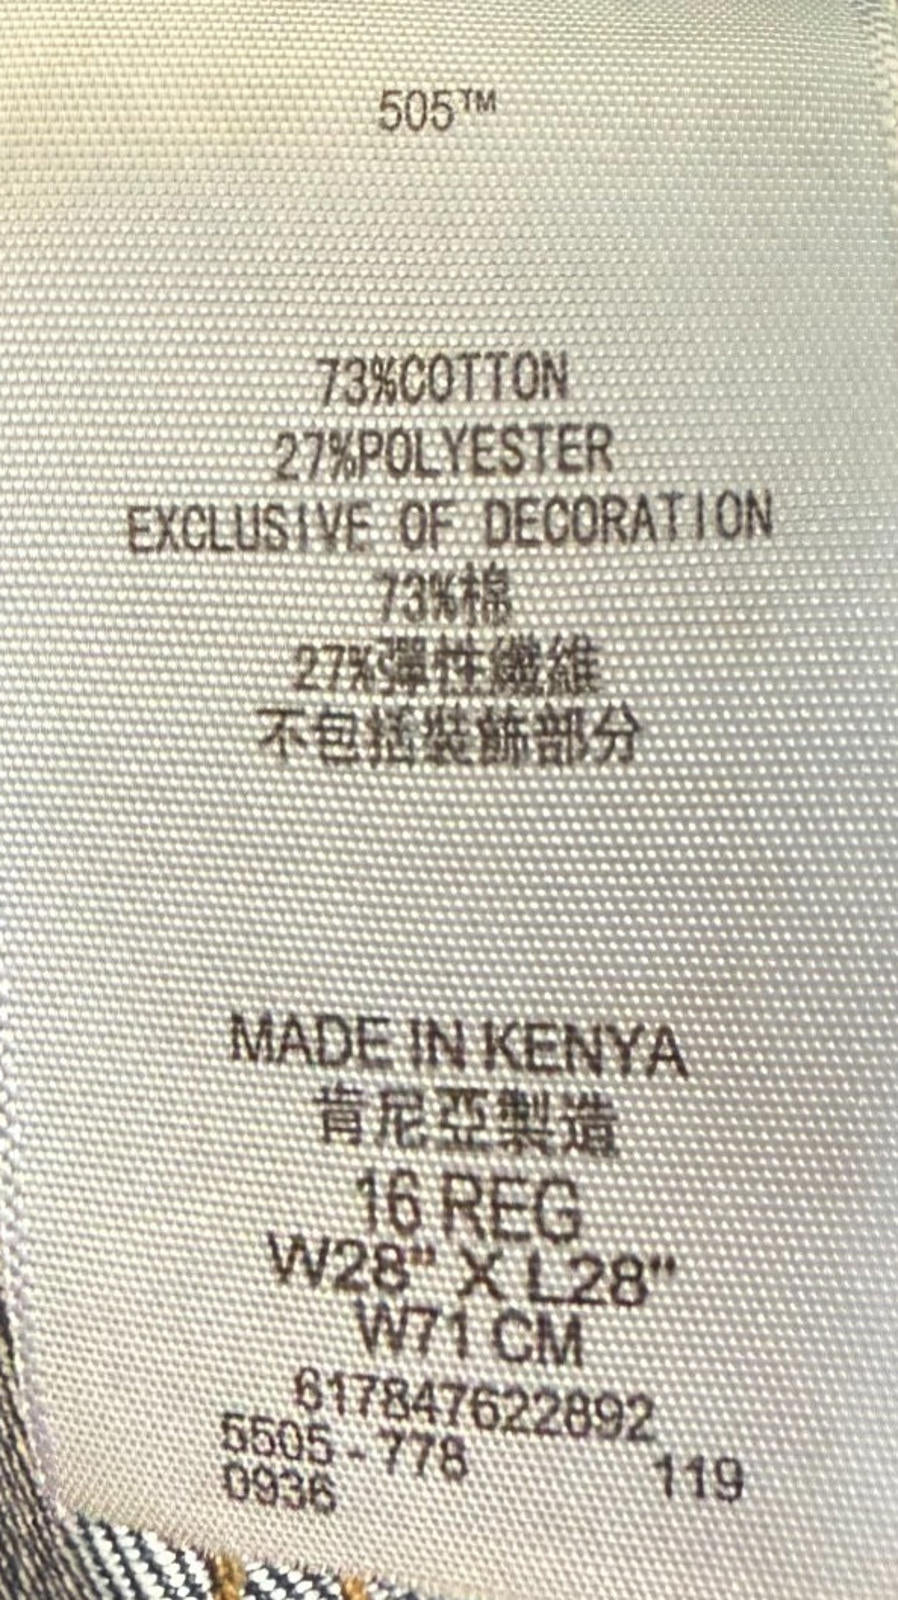 505™
73%COTTON
27%POLYESTER
EXCLUSIVE OF DECORATION
73%棉
27%彈性纖維
不包括裝飾部分
MADE IN KENYA
肯尼亞製造
16 REG
W28" X L28"
W71 CM
617847622892
5505 - 778
0936 119